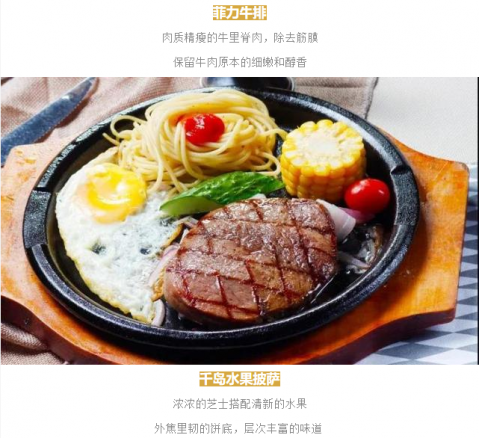 菲力牛排
肉质精瘦的牛里脊肉，除去筋膜
保留牛肉原本的细嫩和醇香
千岛水果披萨
浓浓的芝士搭配清新的水果
外焦里韧的饼底，层次丰富的味道